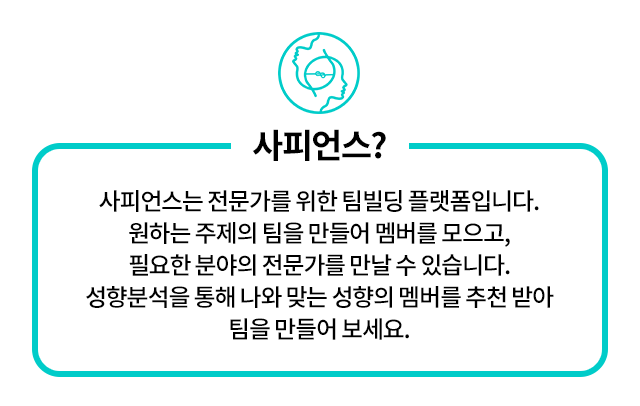 사피언스?
사피언스는 전문가를 위한 팀빌딩 플랫폼입니다.
원하는 주제의 팀을 만들어 멤버를 모으고,
필요한 분야의 전문가를 만날 수 있습니다.
성향분석을 통해 나와 맞는 성향의 멤버를 추천 받아
팀을 만들어 보세요.